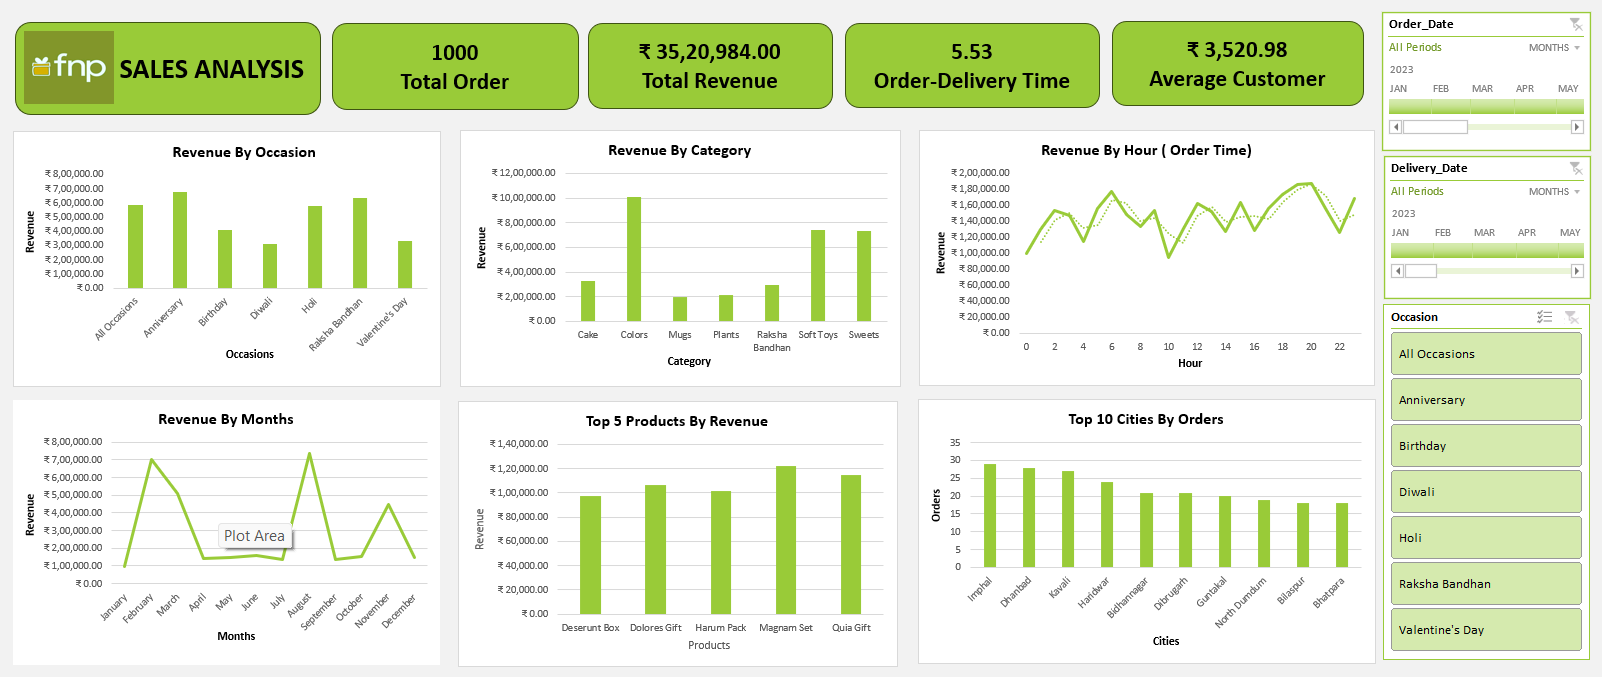 fnp SALES ANALYSIS
1000
Total Order
₹ 35,20,984.00
Total Revenue
5.53
Order-Delivery Time
₹ 3,520.98
Average Customer
Order_Date
All Periods MONTHS
2023
JAN FEB MAR APR MAY
Delivery_Date
All Periods MONTHS
2023
JAN FEB MAR APR MAY
Occasion
All Occasions
Anniversary
Birthday
Diwali
Holi
Raksha Bandhan
Valentine's Day
Revenue By Occasion
Revenue
₹ 8,00,000.00
₹ 7,00,000.00
₹ 6,00,000.00
₹ 5,00,000.00
₹ 4,00,000.00
₹ 3,00,000.00
₹ 2,00,000.00
₹ 1,00,000.00
₹ 0.00
All Occasions
Anniversary
Birthday
Diwali
Holi
Raksha Bandhan
Valentine's Day
Occasions
Revenue By Category
Revenue
₹ 12,00,000.00
₹ 10,00,000.00
₹ 8,00,000.00
₹ 6,00,000.00
₹ 4,00,000.00
₹ 2,00,000.00
₹ 0.00
Cake Colors Mugs Plants Raksha Bandhan Soft Toys Sweets
Category
Revenue By Hour ( Order Time)
Revenue
₹ 2,00,000.00
₹ 1,80,000.00
₹ 1,60,000.00
₹ 1,40,000.00
₹ 1,20,000.00
₹ 1,00,000.00
₹ 80,000.00
₹ 60,000.00
₹ 40,000.00
₹ 20,000.00
₹ 0.00
0 2 4 6 8 10 12 14 16 18 20 22
Hour
Revenue By Months
Revenue
₹ 8,00,000.00
₹ 7,00,000.00
₹ 6,00,000.00
₹ 5,00,000.00
₹ 4,00,000.00
₹ 3,00,000.00
₹ 2,00,000.00
₹ 1,00,000.00
₹ 0.00
Plot Area
January
February
March
April
May
June
July
August
September
October
November
December
Months
Top 5 Products By Revenue
Revenue
₹ 1,40,000.00
₹ 1,20,000.00
₹ 1,00,000.00
₹ 80,000.00
₹ 60,000.00
₹ 40,000.00
₹ 20,000.00
₹ 0.00
Deserunt Box Dolores Gift Harum Pack Magnam Set Quia Gift
Products
Top 10 Cities By Orders
Orders
35
30
25
20
15
10
5
0
Imphal
Dhanbad
Kavali
Haridwar
Bidhannagar
Dibrugarh
Guntakal
North Dumdum
Bilaspur
Bhatpara
Cities